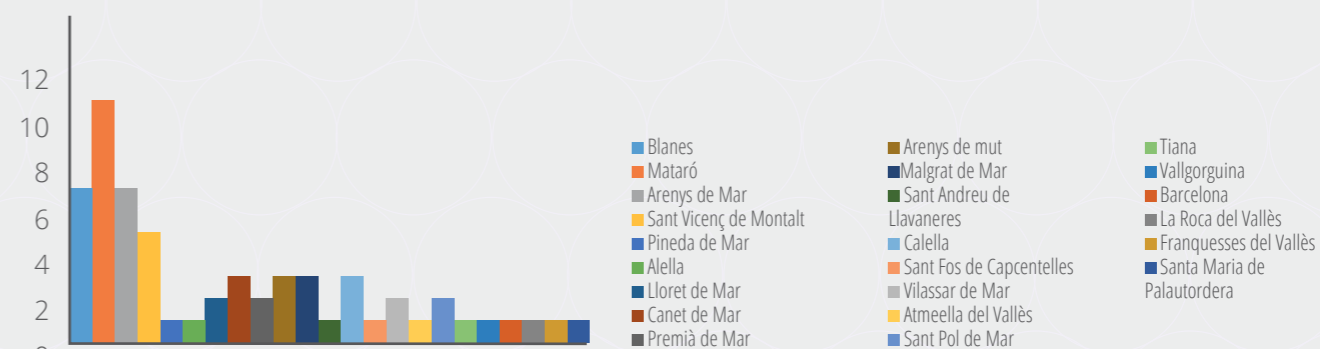 12
10
8
6
4
2
0
Blanes
Mataró
Arenys de Mar
Sant Vicenç de Montalt
Pineda de Mar
Alella
Lloret de Mar
Canet de Mar
Premià de Mar
Arenys de mut
Malgrat de Mar
Sant Andreu de
Llavaneres
Calella
Sant Fos de Capcentelles
Vilassar de Mar
Atmeella del Vallès
Sant Pol de Mar
Tiana
Vallgorguina
Barcelona
La Roca del Vallès
Franquesses del Vallès
Santa Maria de
Palautordera